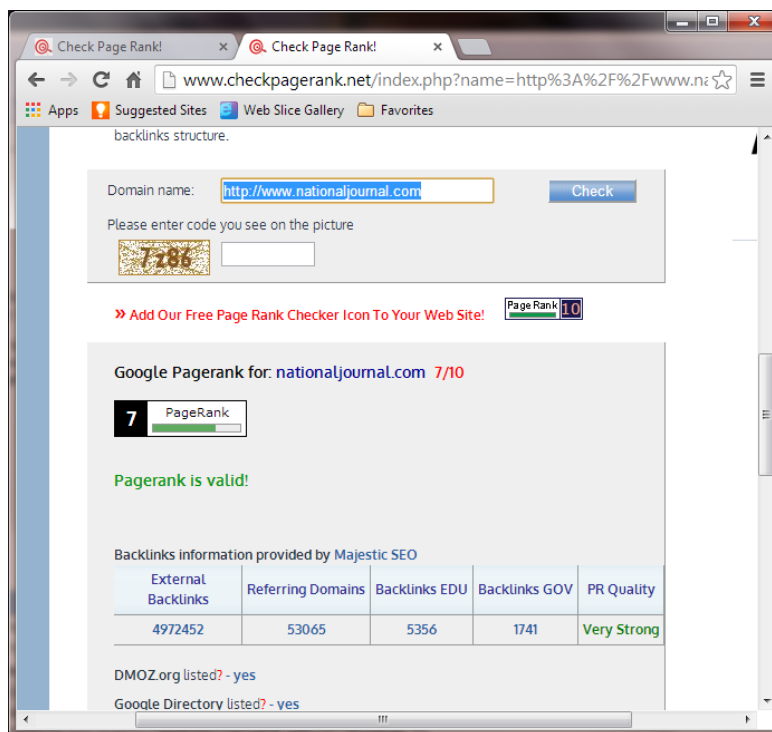 Check Page Rank!
Check Page Rank!
www.checkpagerank.net/index.php?name=http%3A%2F%2Fwww.na
Apps Suggested Sites Web Slice Gallery Favorites
backlinks structure.
Domain name: http://www.nationaljournal.com Check
Please enter code you see on the picture
7z86
» Add Our Free Page Rank Checker Icon To Your Web Site! Page Rank 10
Google Pagerank for: nationaljournal.com 7/10
7 PageRank
Pagerank is valid!
Backlinks information provided by Majestic SEO
External Backlinks Referring Domains Backlinks EDU Backlinks GOV PR Quality
4972452 53065 5356 1741 Very Strong
DMOZ.org listed? - yes
Google Directory listed? - yes